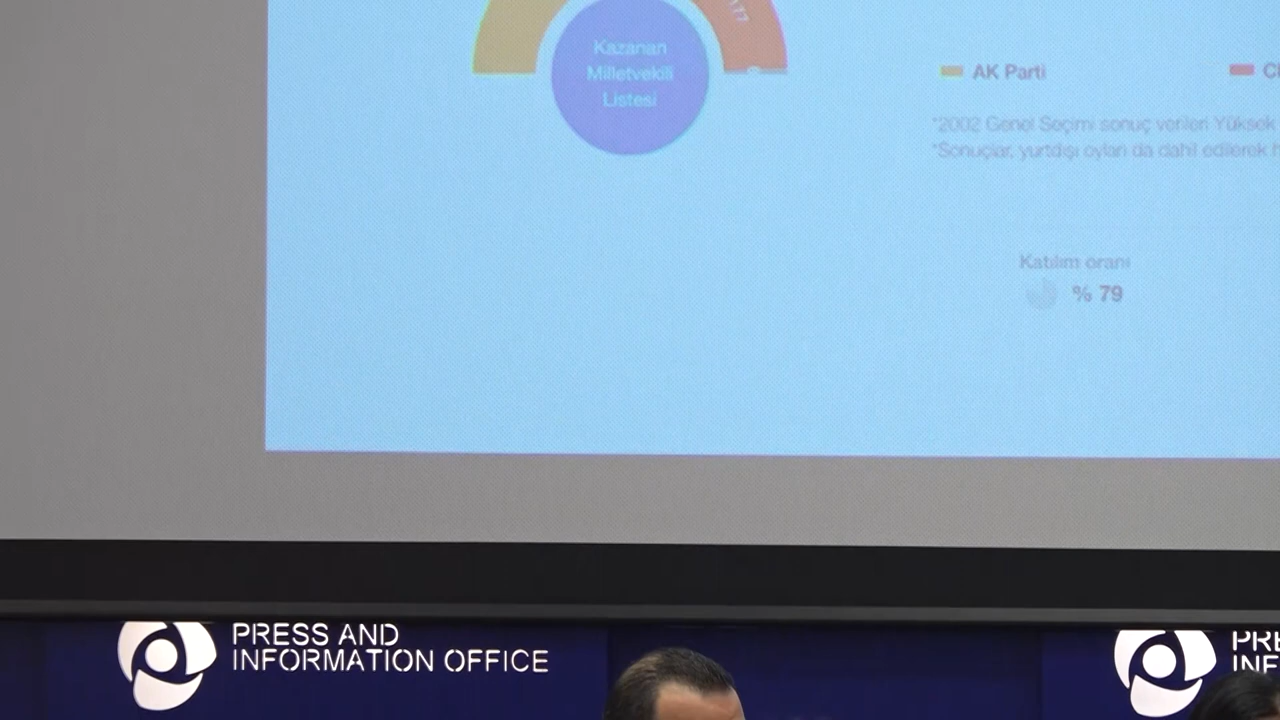 177
Kazanan
Milletvekili
Listesi
AK Parti
*2002 Genel Seçimi sonuç verileri Yüksek
*Sonuçlar, yurtdışı oyları da dahil edilerek
Katılım oranı
% 79
PRESS AND
INFORMATION OFFICE